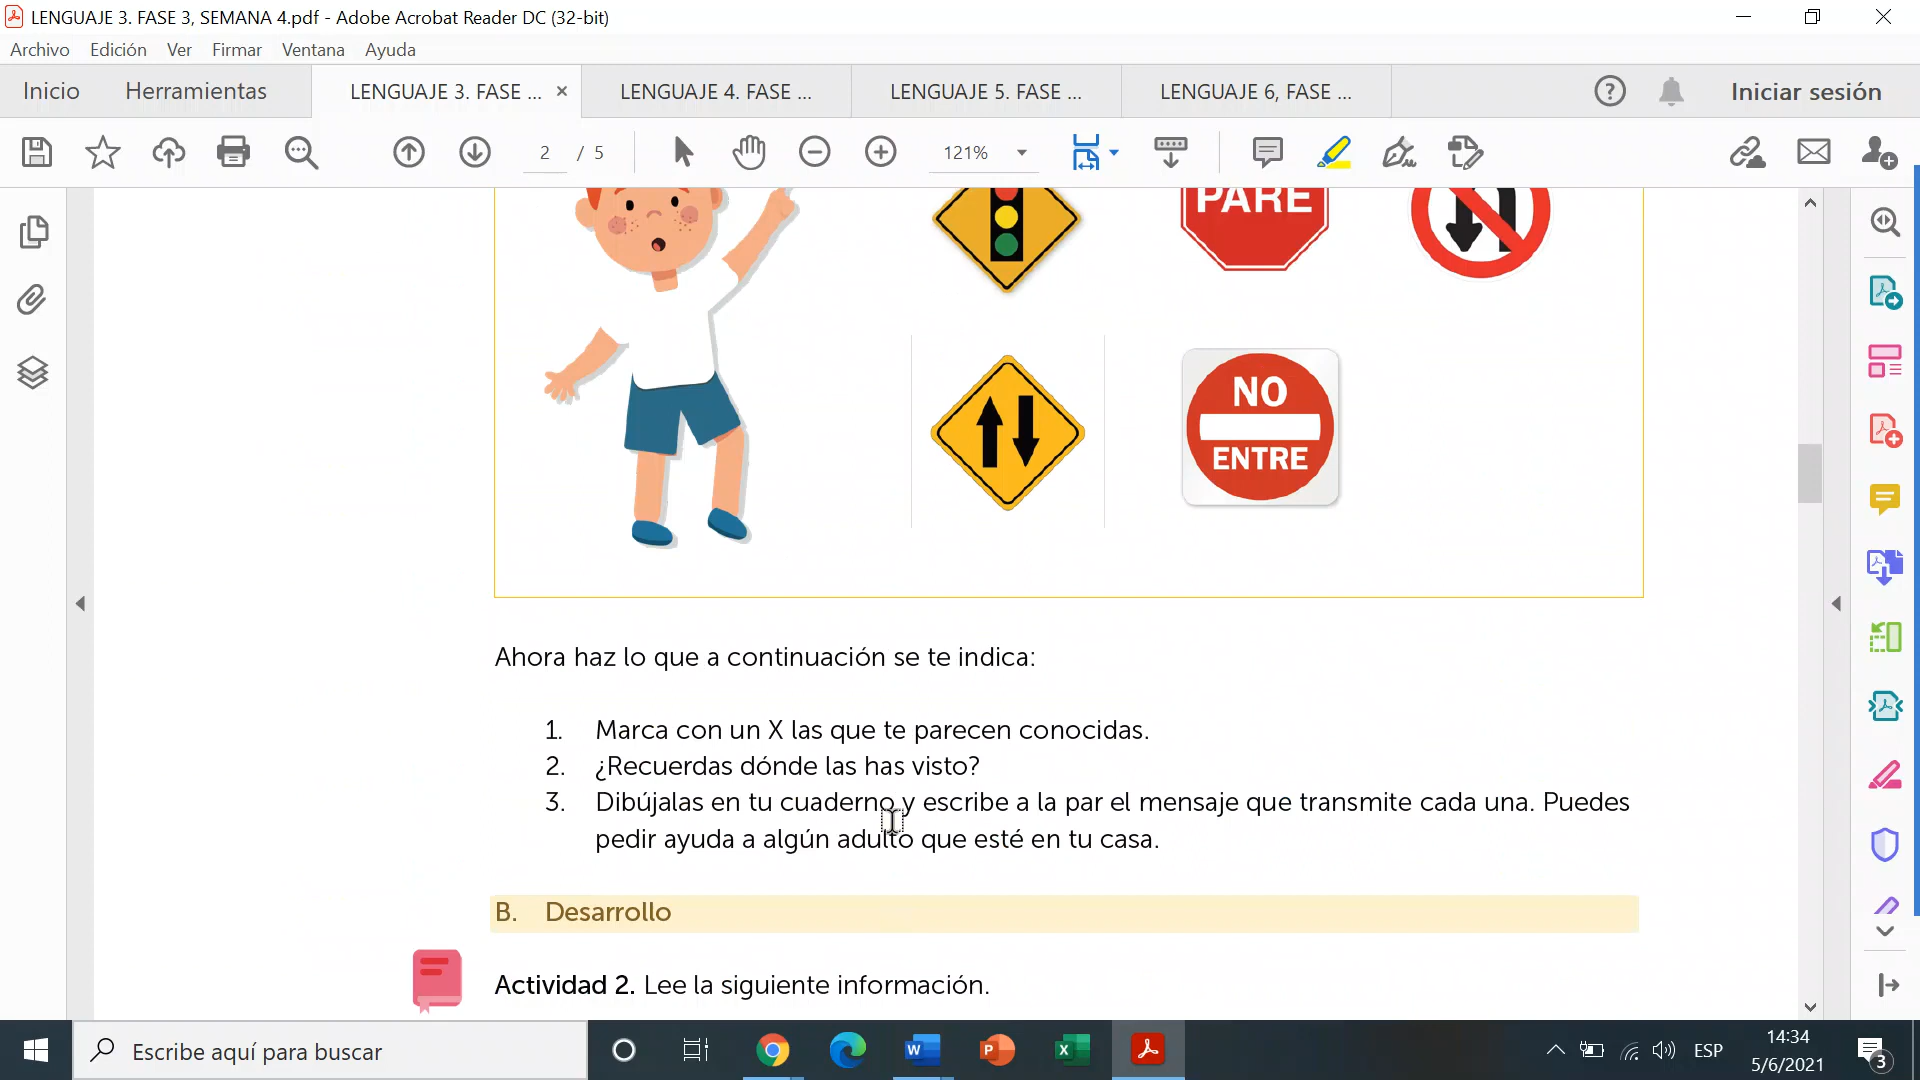 LENGUAJE 3. FASE 3, SEMANA 4.pdf - Adobe Acrobat Reader DC (32-bit)
Archivo Edición Ver Firmar Ventana Ayuda
Inicio Herramientas LENGUAJE 3. FASE ... × LENGUAJE 4. FASE ... LENGUAJE 5. FASE ... LENGUAJE 6, FASE ... Iniciar sesión
2 / 5 121%
PARE
NO
ENTRE
Ahora haz lo que a continuación se te indica:
1. Marca con un X las que te parecen conocidas.
2. ¿Recuerdas dónde las has visto?
3. Dibújalas en tu cuaderno y escribe a la par el mensaje que transmite cada una. Puedes
pedir ayuda a algún adulto que esté en tu casa.
B. Desarrollo
Actividad 2. Lee la siguiente información.
Escribe aquí para buscar
ESP
14:34
5/6/2021
3